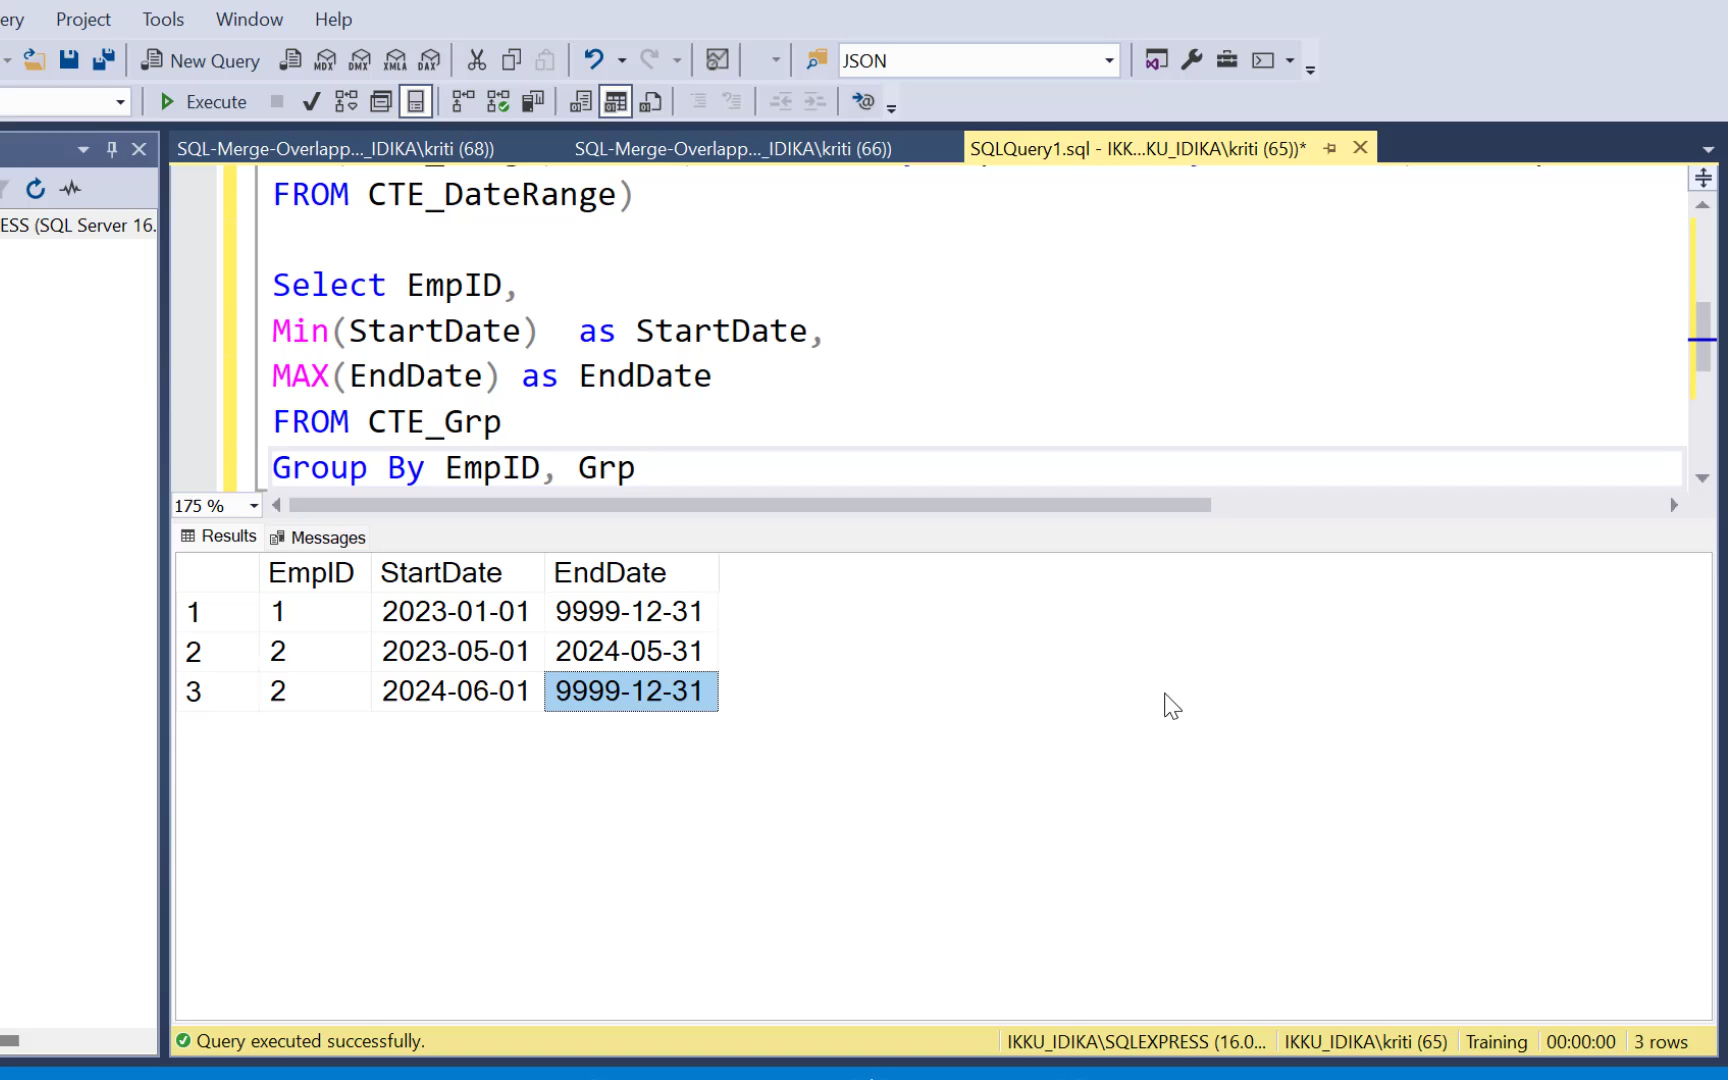 ery Project Tools Window Help
New Query MDX DMX XMLA DAX JSON
Execute
SQL-Merge-Overlapp..._IDIKA\kriti (68)) SQL-Merge-Overlapp..._IDIKA\kriti (66)) SQLQuery1.sql - IKK...KU_IDIKA\kriti (65))*
ESS (SQL Server 16.
FROM CTE_DateRange)
Select EmpID,
Min(StartDate) as StartDate,
MAX(EndDate) as EndDate
FROM CTE_Grp
Group By EmpID, Grp
175 %
Results Messages
EmpID StartDate EndDate
1 1 2023-01-01 9999-12-31
2 2 2023-05-01 2024-05-31
3 2 2024-06-01 9999-12-31
Query executed successfully. IKKU_IDIKA\SQLEXPRESS (16.0... IKKU_IDIKA\kriti (65) Training 00:00:00 3 rows